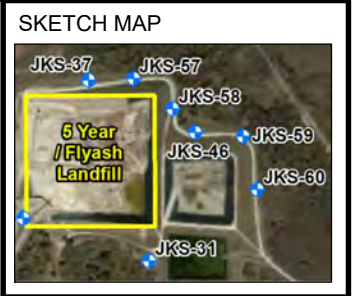 SKETCH MAP
JKS-37
JKS-57
JKS-58
5 Year
/ Flyash
Landfill
JKS-46
JKS-59
JKS-60
JKS-31